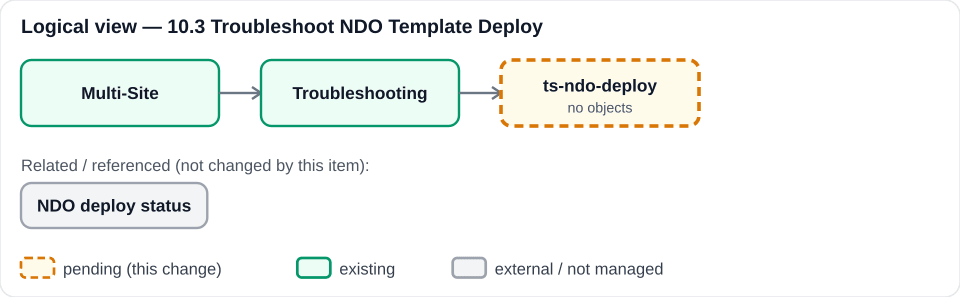 Logical view — 10.3 Troubleshoot NDO Template Deploy
Multi-Site
Troubleshooting
ts-ndo-deploy
no objects
Related / referenced (not changed by this item):
NDO deploy status
pending (this change)
existing
external / not managed